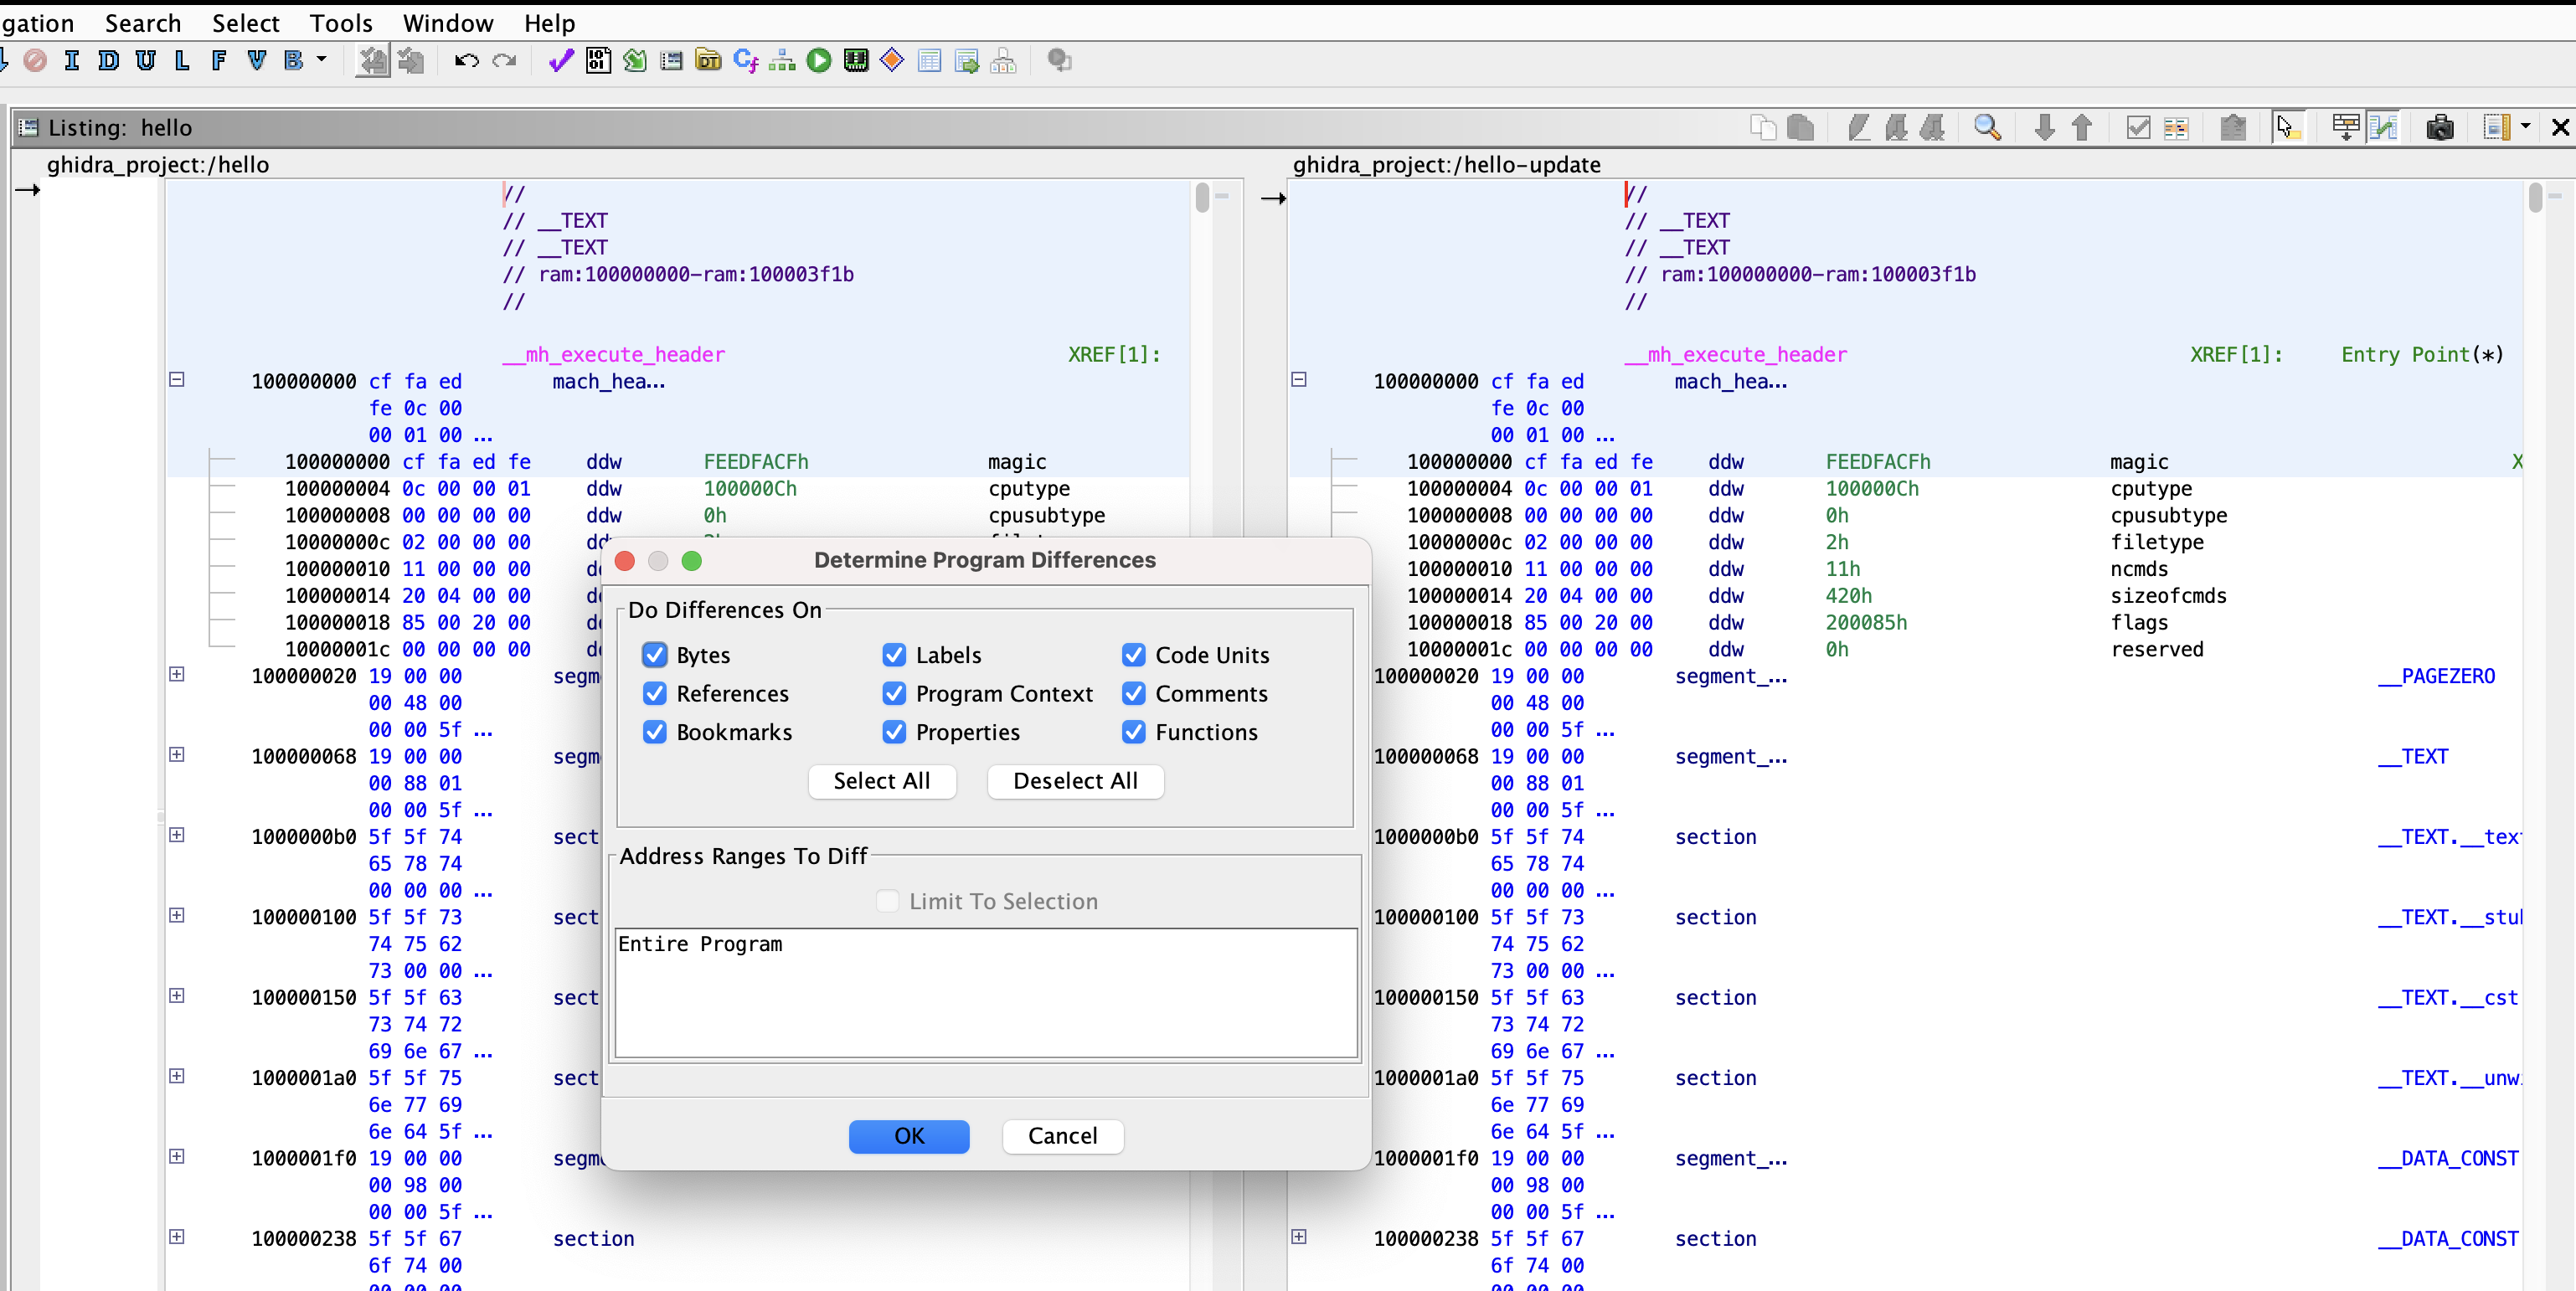 gation Search Select Tools Window Help
I D U L F V B DT
Listing: hello
ghidra_project:/hello
//
// __TEXT
// __TEXT
// ram:100000000-ram:100003f1b
//
__mh_execute_header XREF[1]:
100000000 cf fa ed mach_hea...
fe 0c 00
00 01 00 ...
100000000 cf fa ed fe ddw FEEDFACFh magic
100000004 0c 00 00 01 ddw 100000Ch cputype
100000008 00 00 00 00 ddw 0h cpusubtype
10000000c 02 00 00 00
100000010 11 00 00 00
100000014 20 04 00 00
100000018 85 00 20 00
10000001c 00 00 00 00
100000020 19 00 00 segm
00 48 00
00 00 5f ...
100000068 19 00 00 segm
00 88 01
00 00 5f ...
1000000b0 5f 5f 74 sect
65 78 74
00 00 00 ...
100000100 5f 5f 73 sect
74 75 62
73 00 00 ...
100000150 5f 5f 63 sect
73 74 72
69 6e 67 ...
1000001a0 5f 5f 75 sect
6e 77 69
6e 64 5f ...
1000001f0 19 00 00 segm
00 98 00
00 00 5f ...
100000238 5f 5f 67 section
6f 74 00
00 00 00
Determine Program Differences
Do Differences On
Bytes Labels Code Units
References Program Context Comments
Bookmarks Properties Functions
Select All Deselect All
Address Ranges To Diff
Limit To Selection
Entire Program
OK Cancel
ghidra_project:/hello-update
//
// __TEXT
// __TEXT
// ram:100000000-ram:100003f1b
//
__mh_execute_header XREF[1]: Entry Point(*)
100000000 cf fa ed mach_hea...
fe 0c 00
00 01 00 ...
100000000 cf fa ed fe ddw FEEDFACFh magic X
100000004 0c 00 00 01 ddw 100000Ch cputype
100000008 00 00 00 00 ddw 0h cpusubtype
10000000c 02 00 00 00 ddw 2h filetype
100000010 11 00 00 00 ddw 11h ncmds
100000014 20 04 00 00 ddw 420h sizeofcmds
100000018 85 00 20 00 ddw 200085h flags
10000001c 00 00 00 00 ddw 0h reserved
100000020 19 00 00 segment_... __PAGEZERO
00 48 00
00 00 5f ...
100000068 19 00 00 segment_... __TEXT
00 88 01
00 00 5f ...
1000000b0 5f 5f 74 section __TEXT.__tex
65 78 74
00 00 00 ...
100000100 5f 5f 73 section __TEXT.__stu
74 75 62
73 00 00 ...
100000150 5f 5f 63 section __TEXT.__cst
73 74 72
69 6e 67 ...
1000001a0 5f 5f 75 section __TEXT.__unw
6e 77 69
6e 64 5f ...
1000001f0 19 00 00 segment_... __DATA_CONST
00 98 00
00 00 5f ...
100000238 5f 5f 67 section __DATA_CONST
6f 74 00
00 00 00